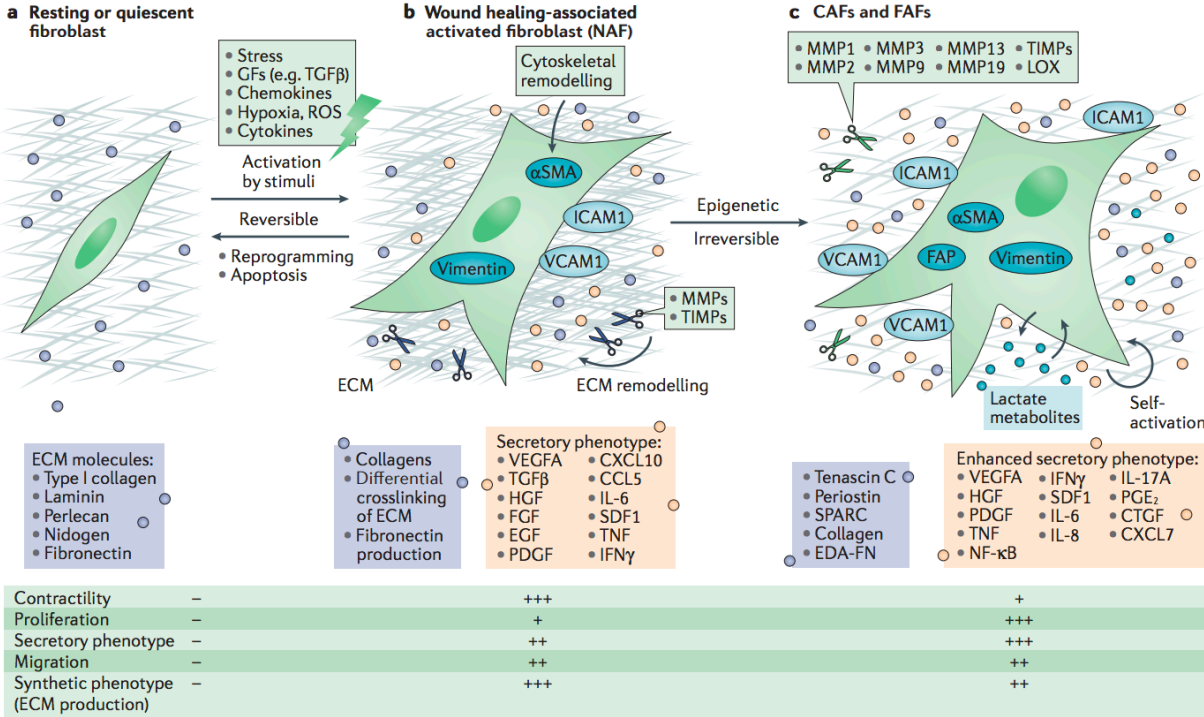 a Resting or quiescent
fibroblast
Stress
GFs (e.g. TGFβ)
Chemokines
Hypoxia, ROS
Cytokines
Activation
by stimuli
Reversible
Reprogramming
Apoptosis
ECM molecules:
Type I collagen
Laminin
Perlecan
Nidogen
Fibronectin
b Wound healing-associated
activated fibroblast (NAF)
Cytoskeletal
remodelling
αSMA
ICAM1
Vimentin
VCAM1
MMPs
TIMPs
ECM
ECM remodelling
Collagens
Differential
crosslinking
of ECM
Fibronectin
production
Secretory phenotype:
VEGFA CXCL10
TGFβ CCL5
HGF IL-6
FGF SDF1
EGF TNF
PDGF IFNγ
Epigenetic
Irreversible
c CAFs and FAFs
MMP1 MMP3 MMP13 TIMPs
MMP2 MMP9 MMP19 LOX
ICAM1
ICAM1
αSMA
VCAM1
FAP
Vimentin
VCAM1
Lactate
metabolites
Self-
activation
Tenascin C
Periostin
SPARC
Collagen
EDA-FN
Enhanced secretory phenotype:
VEGFA IFNγ IL-17A
HGF SDF1 PGE₂
PDGF IL-6 CTGF
TNF IL-8 CXCL7
NF-κB
Contractility – +++ +
Proliferation – + +++
Secretory phenotype – ++ +++
Migration – ++ ++
Synthetic phenotype – +++ ++
(ECM production)